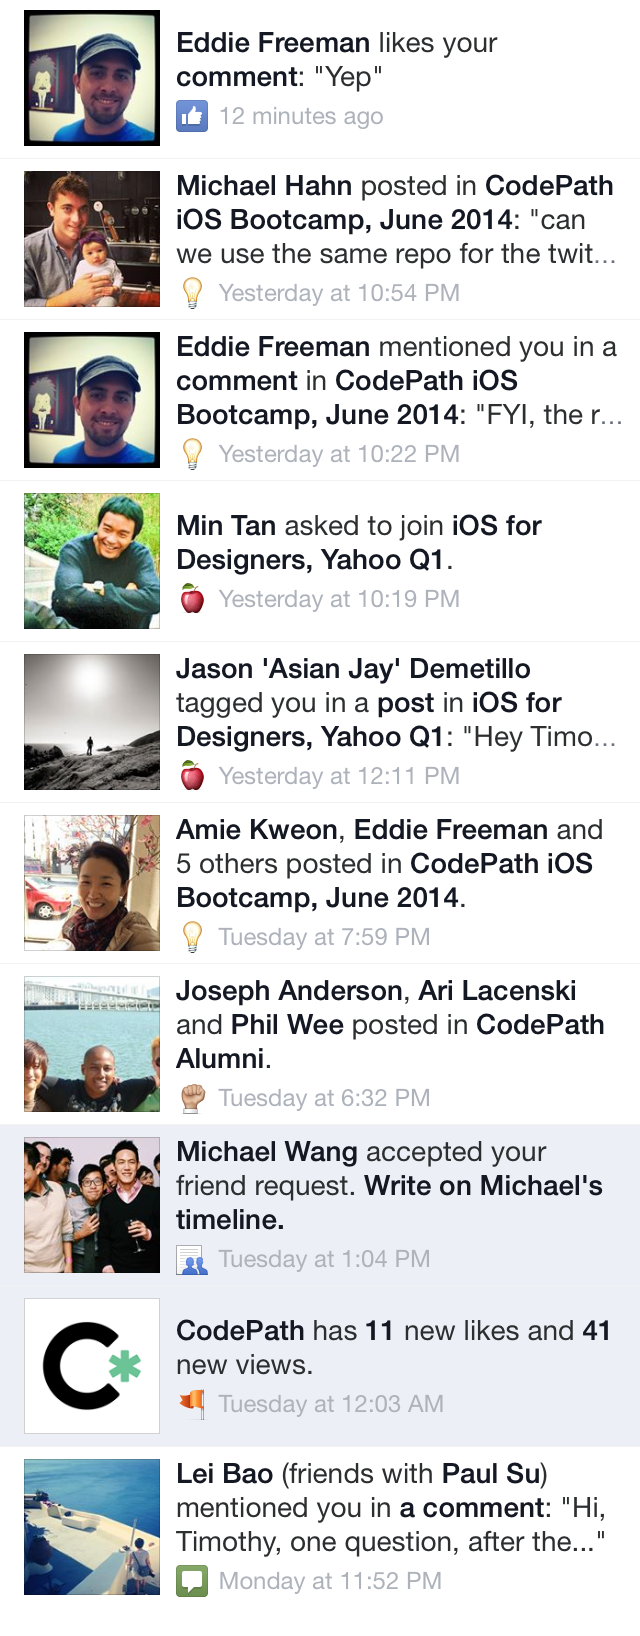 Eddie Freeman likes your
comment: "Yep"
12 minutes ago
Michael Hahn posted in CodePath
iOS Bootcamp, June 2014: "can
we use the same repo for the twit...
Yesterday at 10:54 PM
Eddie Freeman mentioned you in a
comment in CodePath iOS
Bootcamp, June 2014: "FYI, the r...
Yesterday at 10:22 PM
Min Tan asked to join iOS for
Designers, Yahoo Q1.
Yesterday at 10:19 PM
Jason 'Asian Jay' Demetillo
tagged you in a post in iOS for
Designers, Yahoo Q1: "Hey Timo...
Yesterday at 12:11 PM
Amie Kweon, Eddie Freeman and
5 others posted in CodePath iOS
Bootcamp, June 2014.
Tuesday at 7:59 PM
Joseph Anderson, Ari Lacenski
and Phil Wee posted in CodePath
Alumni.
Tuesday at 6:32 PM
Michael Wang accepted your
friend request. Write on Michael's
timeline.
Tuesday at 1:04 PM
CodePath has 11 new likes and 41
new views.
Tuesday at 12:03 AM
Lei Bao (friends with Paul Su)
mentioned you in a comment: "Hi,
Timothy, one question, after the..."
Monday at 11:52 PM